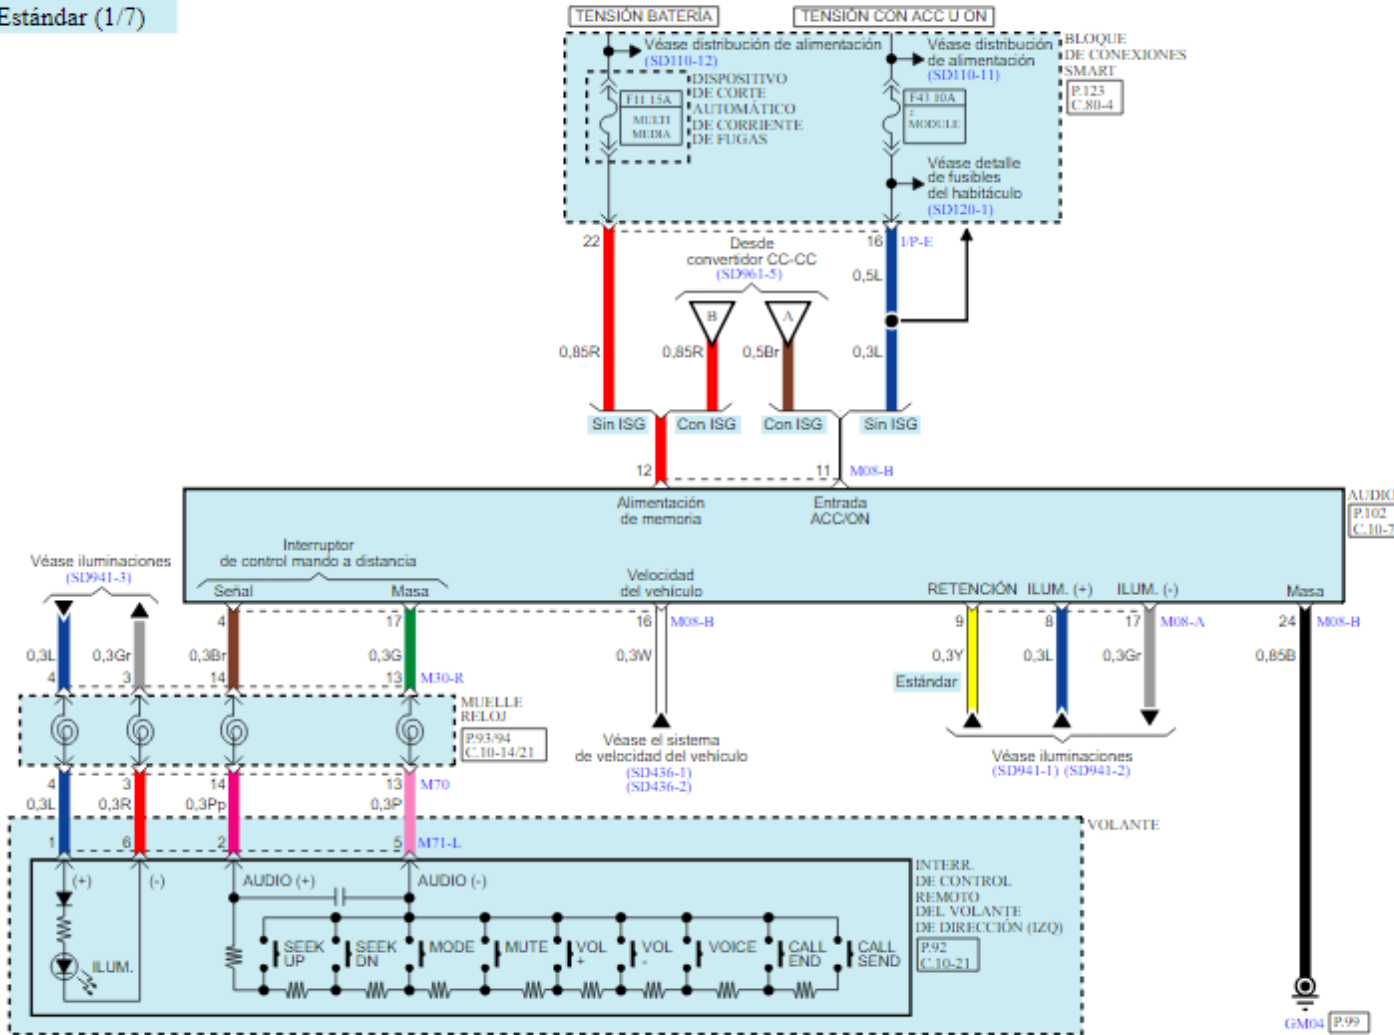 Estándar (1/7)
TENSIÓN BATERÍA
TENSIÓN CON ACC U ON
Véase distribución de alimentación
(SD110-12)
Véase distribución
de alimentación
(SD110-11)
BLOQUE
DE CONEXIONES
SMART
P.123
C.80-4
DISPOSITIVO
DE CORTE
AUTOMÁTICO
DE CORRIENTE
DE FUGAS
F11 15A
MULTI
MEDIA
F43 10A
2
MODULE
Véase detalle
de fusibles
del habitáculo
(SD120-1)
22
16
I/P-E
Desde
convertidor CC-CC
(SD961-5)
0,5L
B
A
0,85R
0,85R
0,5Br
0,3L
Sin ISG
Con ISG
Con ISG
Sin ISG
12
11
M08-B
Alimentación
de memoria
Entrada
ACC/ON
AUDIO
P.102
C.10-7
Véase iluminaciones
(SD941-3)
Interruptor
de control mando a distancia
Señal
Masa
Velocidad
del vehículo
RETENCIÓN
ILUM. (+)
ILUM. (-)
Masa
4
17
16
M08-B
9
8
17
M08-A
24
M08-B
0,3L
0,3Gr
0,3Br
0,3G
0,3W
0,3Y
0,3L
0,3Gr
0,85B
4
3
14
13
M30-R
Estándar
MUELLE
RELOJ
P.93/94
C.10-14/21
Véase el sistema
de velocidad del vehículo
(SD436-1)
(SD436-2)
Véase iluminaciones
(SD941-1) (SD941-2)
4
3
14
13
M70
0,3L
0,3R
0,3Pp
0,3P
VOLANTE
1
6
2
5
M71-L
(+)
(-)
AUDIO (+)
AUDIO (-)
INTERR.
DE CONTROL
REMOTO
DEL VOLANTE
DE DIRECCIÓN (IZQ)
P.92
C.10-21
ILUM.
SEEK
UP
SEEK
DN
MODE
MUTE
VOL
+
VOL
-
VOICE
CALL
END
CALL
SEND
GM04
P.99